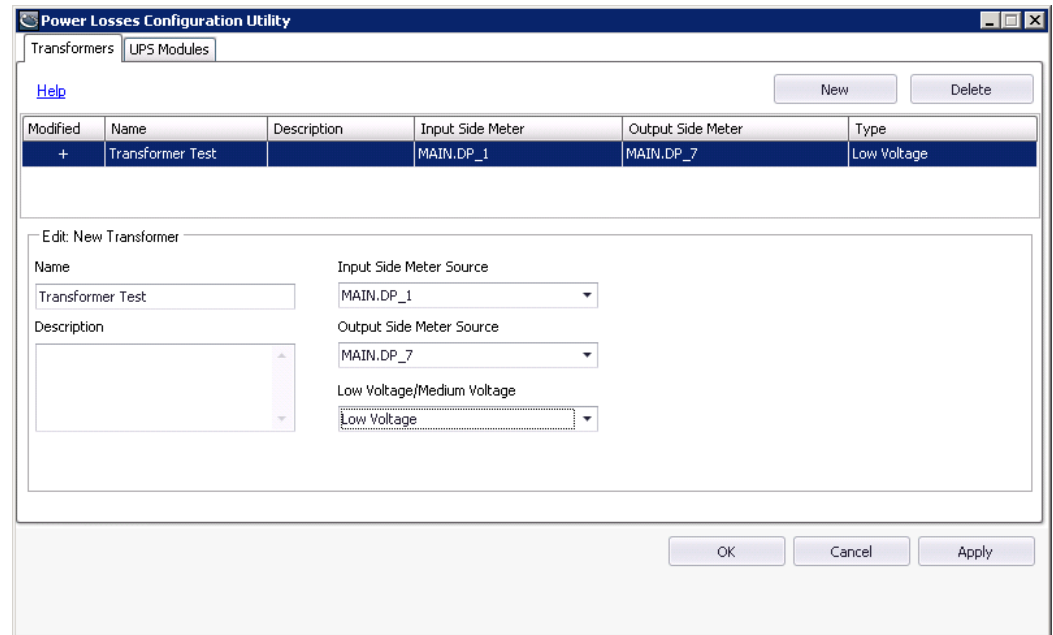 Power Losses Configuration Utility
Transformers UPS Modules
Help New Delete
Modified Name Description Input Side Meter Output Side Meter Type
+ Transformer Test MAIN.DP_1 MAIN.DP_7 Low Voltage
Edit: New Transformer
Name Input Side Meter Source
Transformer Test MAIN.DP_1
Description Output Side Meter Source
MAIN.DP_7
Low Voltage/Medium Voltage
Low Voltage
OK Cancel Apply